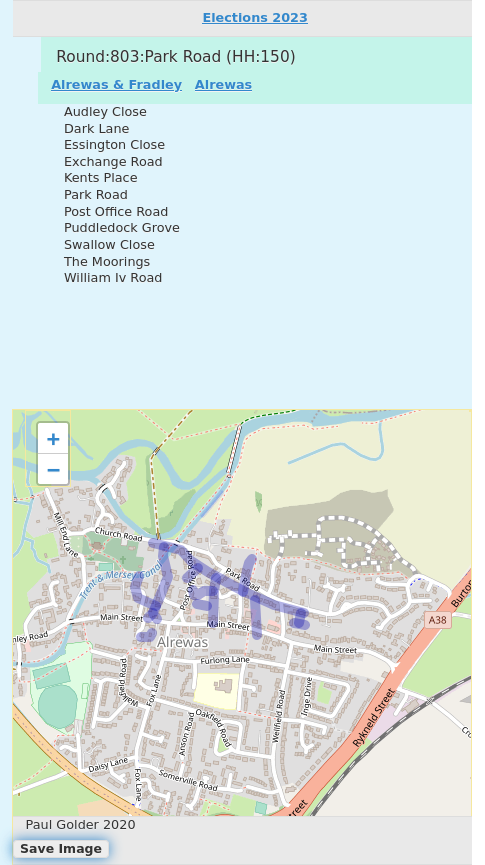 Elections 2023
Round:803:Park Road (HH:150)
Alrewas & Fradley Alrewas
Audley Close
Dark Lane
Essington Close
Exchange Road
Kents Place
Park Road
Post Office Road
Puddledock Grove
Swallow Close
The Moorings
William Iv Road
+
−
Mill End Lane
Church Road
Trent & Mersey Canal
Post Office Road
Park Road
A38
Main Street
Main Street
nley Road
Alrewas
Main Street
Furlong Lane
Walkfield Road
Fox Lane
Wellfield Road
Inge Drive
Oakfield Road
Anson Road
Rykneld Street
Daisy Lane
Fox Lane
Somerville Road
treet
Paul Golder 2020
Save Image